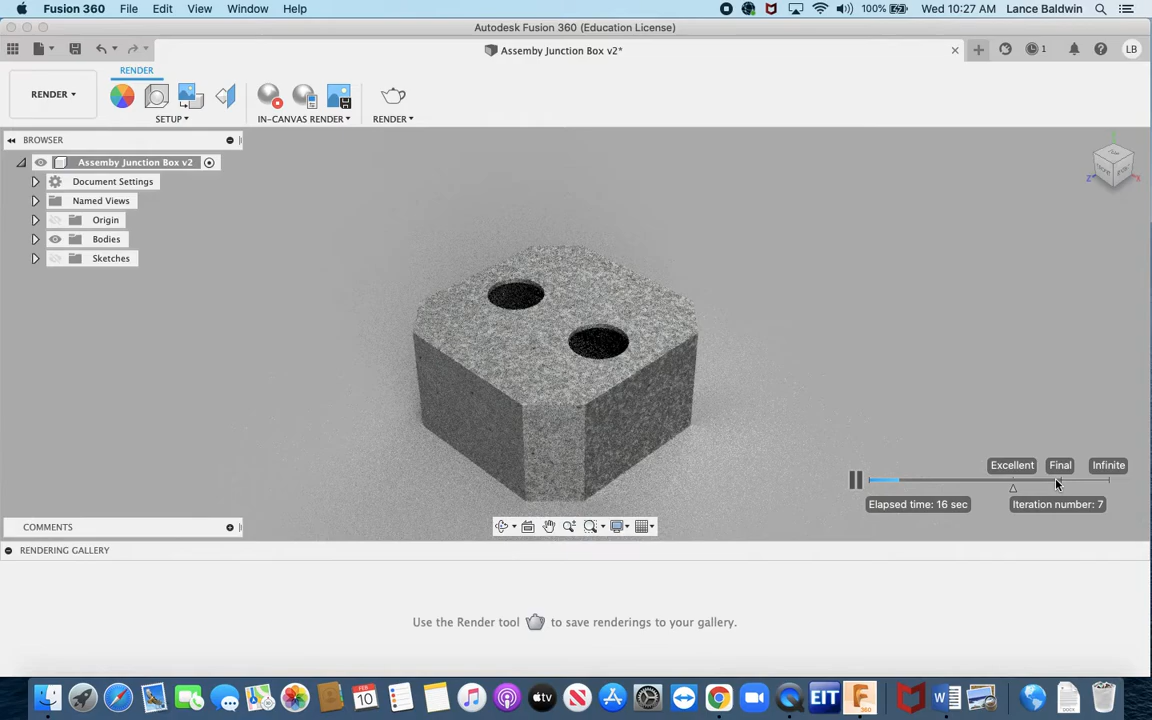 Fusion 360 File Edit View Window Help 100% Wed 10:27 AM Lance Baldwin
Autodesk Fusion 360 (Education License)
Assemby Junction Box v2* 1 LB
RENDER
RENDER
SETUP IN-CANVAS RENDER RENDER
BROWSER
Assemby Junction Box v2
Document Settings
Named Views
Origin
Bodies
Sketches
Z X
Excellent Final Infinite
Elapsed time: 16 sec Iteration number: 7
COMMENTS
RENDERING GALLERY
Use the Render tool to save renderings to your gallery.
FEB
10
tv
EIT
W
F
360